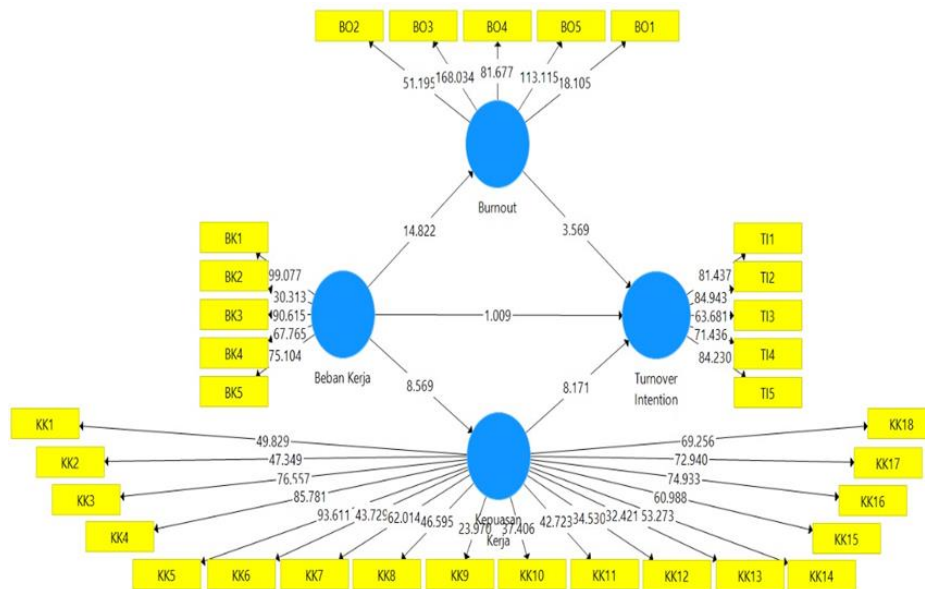 BO2 BO3 BO4 BO5 BO1
51.195 168.034 81.677 113.115 18.105
Burnout
14.822 3.569
BK1
BK2
BK3
BK4
BK5
99.077
30.313
90.615
67.765
75.104
Beban Kerja
1.009
TI1
TI2
TI3
TI4
TI5
81.437
84.943
63.681
71.436
84.230
Turnover
Intention
8.569 8.171
KK1
KK2
KK3
KK4
49.829
47.349
76.557
85.781
KK18
KK17
KK16
KK15
69.256
72.940
74.933
60.988
93.611 43.729 62.014 46.595 23.970 37.406 42.723 34.530 32.421 53.273
Kepuasan
Kerja
KK5 KK6 KK7 KK8 KK9 KK10 KK11 KK12 KK13 KK14